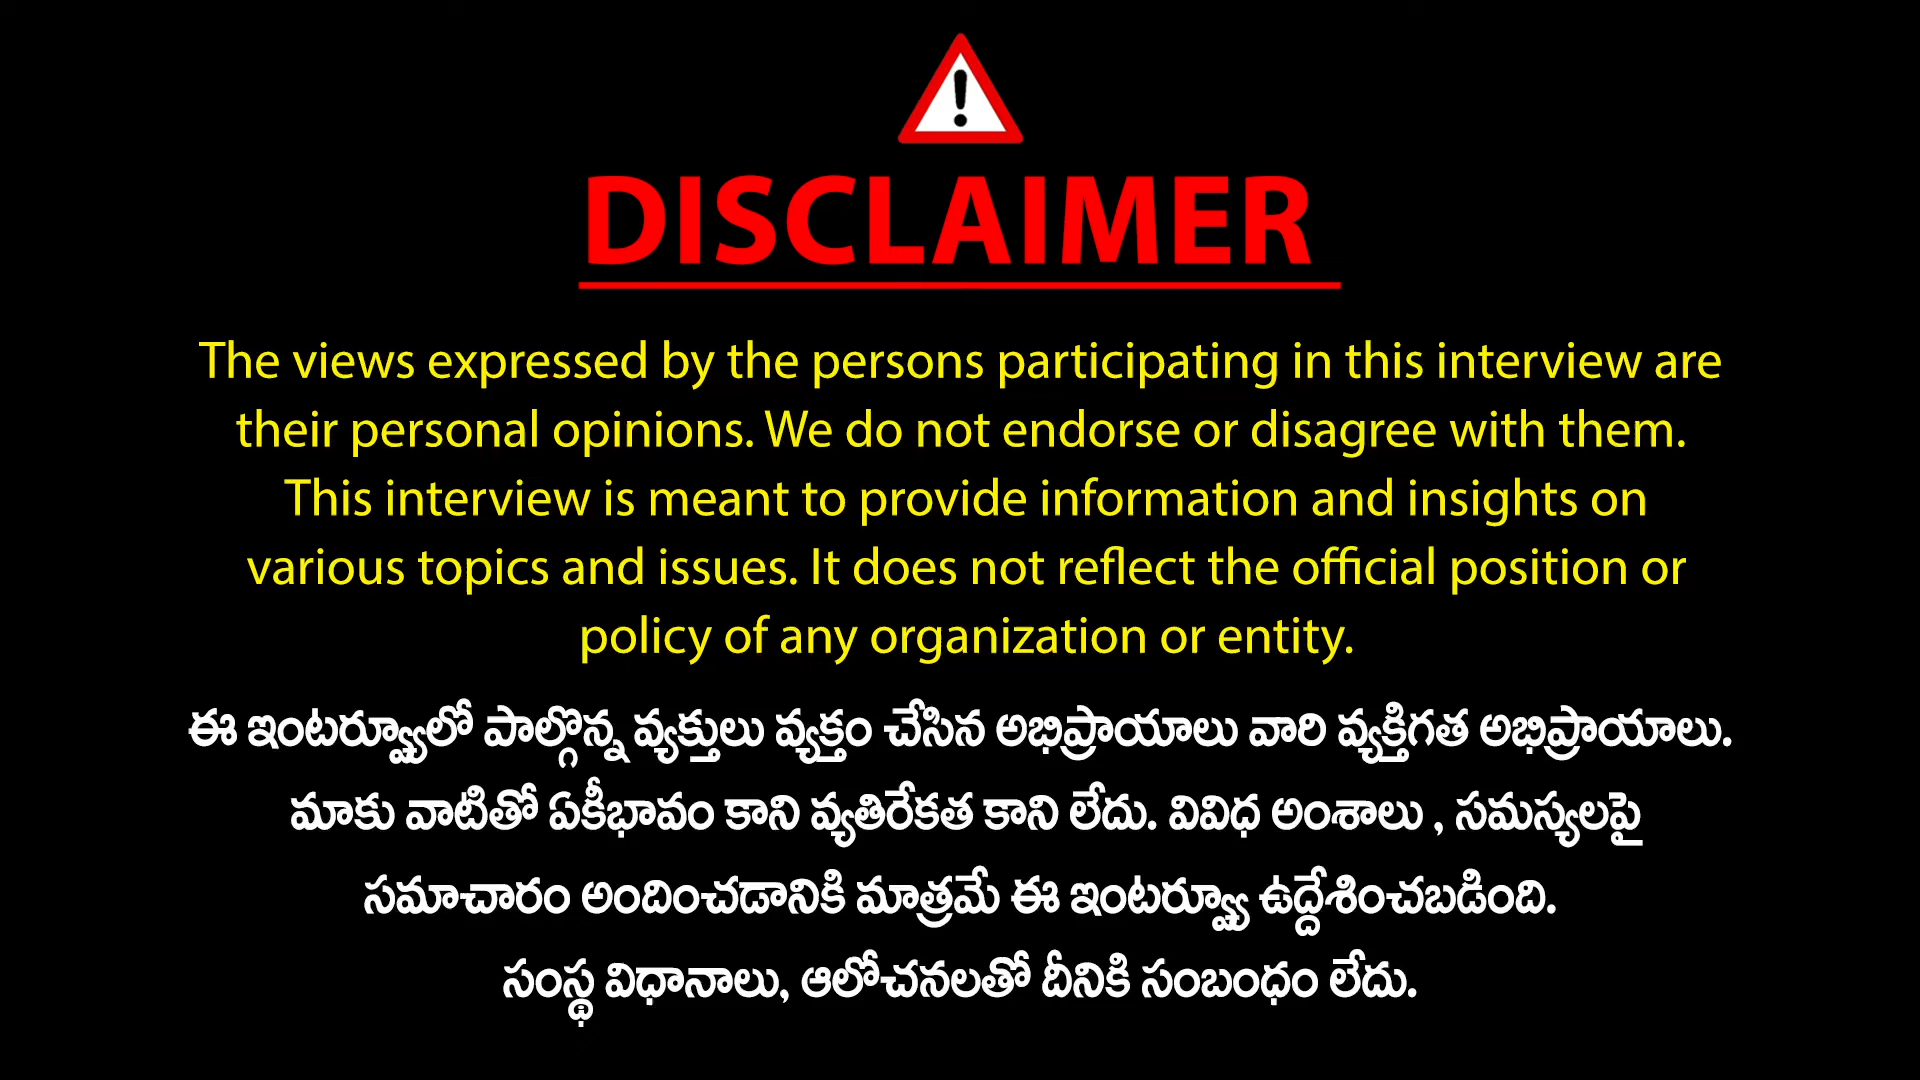 DISCLAIMER
The views expressed by the persons participating in this interview are
their personal opinions. We do not endorse or disagree with them.
This interview is meant to provide information and insights on
various topics and issues. It does not reflect the official position or
policy of any organization or entity.
ఈ ఇంటర్వ్యూలో పాల్గొన్న వ్యక్తులు వ్యక్తం చేసిన అభిప్రాయాలు వారి వ్యక్తిగత అభిప్రాయాలు.
మాకు వాటితో ఏకీభావం కాని వ్యతిరేకత కాని లేదు. వివిధ అంశాలు , సమస్యలపై
సమాచారం అందించడానికి మాత్రమే ఈ ఇంటర్వ్యూ ఉద్దేశించబడింది.
సంస్థ విధానాలు, ఆలోచనలతో దీనికి సంబంధం లేదు.